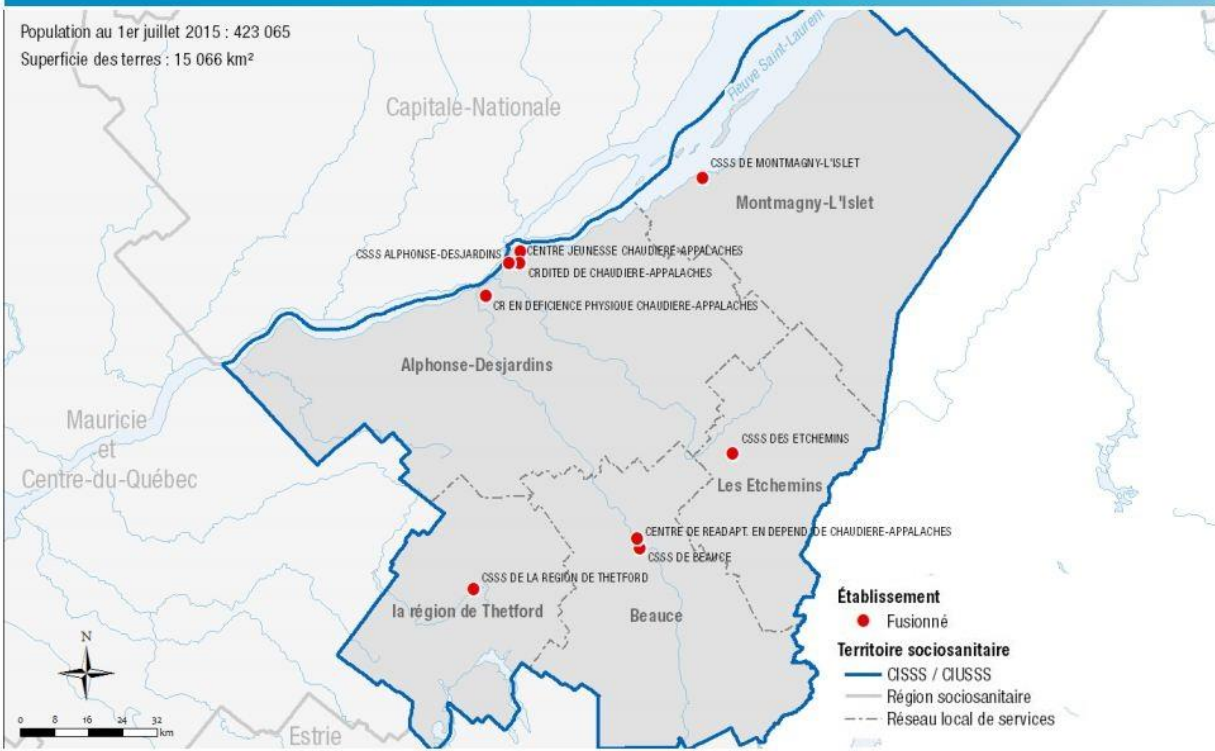 Population au 1er juillet 2015 : 423 065
Superficie des terres : 15 066 km²
Fleuve Saint-Laurent
Capitale-Nationale
CSSS DE MONTMAGNY-L'ISLET
Montmagny-L'Islet
CSSS ALPHONSE-DESJARDINS
CENTRE JEUNESSE CHAUDIERE-APPALACHES
CRDITED DE CHAUDIERE-APPALACHES
CR EN DEFICIENCE PHYSIQUE CHAUDIERE-APPALACHES
Alphonse-Desjardins
Mauricie
et
Centre-du-Québec
CSSS DES ETCHEMINS
Les Etchemins
CENTRE DE READAPT. EN DEPEND. DE CHAUDIERE-APPALACHES
CSSS DE BEAUCE
CSSS DE LA REGION DE THETFORD
la région de Thetford
Beauce
Établissement
Fusionné
Territoire sociosanitaire
CISSS / CIUSSS
Région sociosanitaire
Réseau local de services
N
0 8 16 24 32
km
Estrie